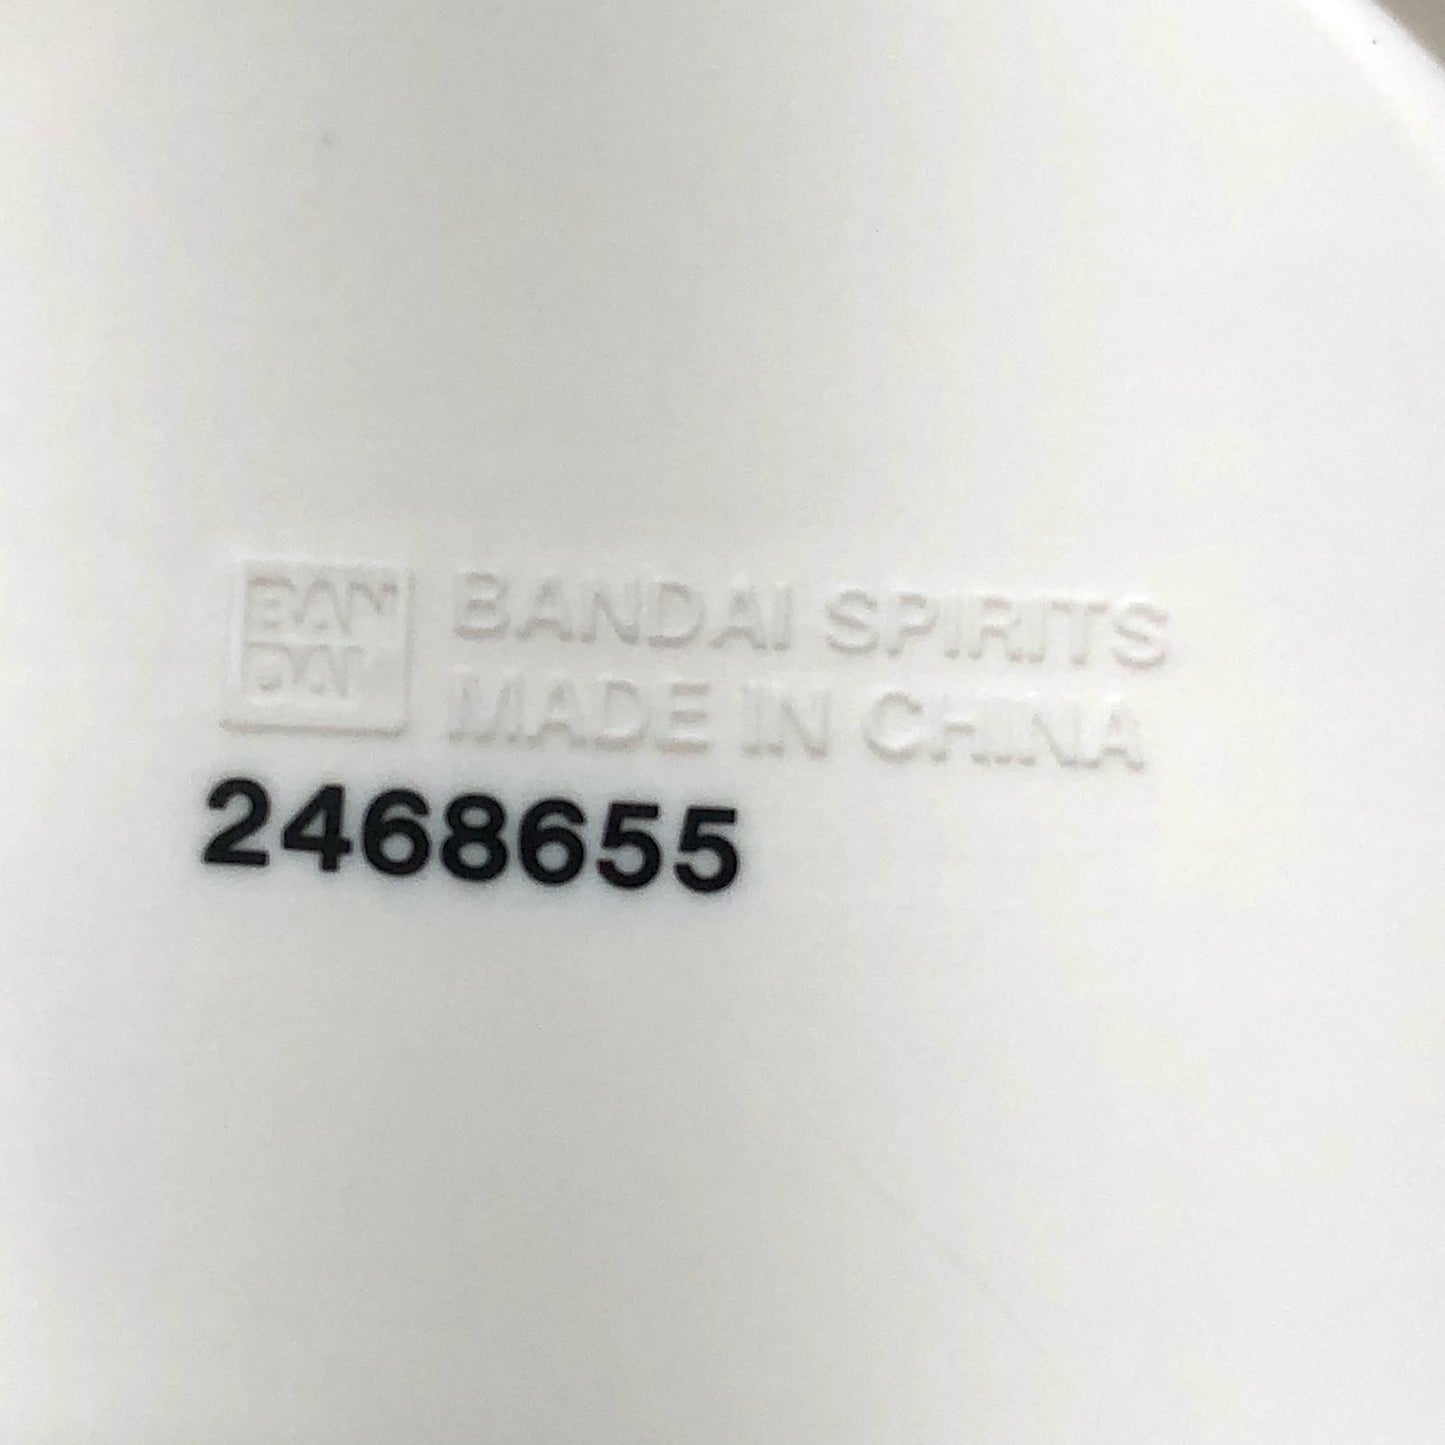 BAN
DAI
BANDAI SPIRITS
MADE IN CHINA
2468655